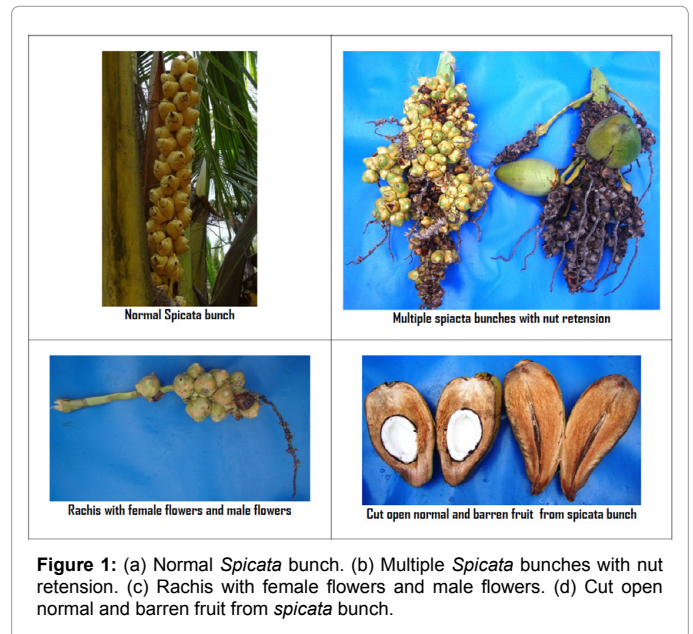 Normal Spicata bunch
Multiple spiacta bunches with nut retension
Rachis with female flowers and male flowers
Cut open normal and barren fruit from spicata bunch
Figure 1: (a) Normal Spicata bunch. (b) Multiple Spicata bunches with nut
retension. (c) Rachis with female flowers and male flowers. (d) Cut open
normal and barren fruit from spicata bunch.